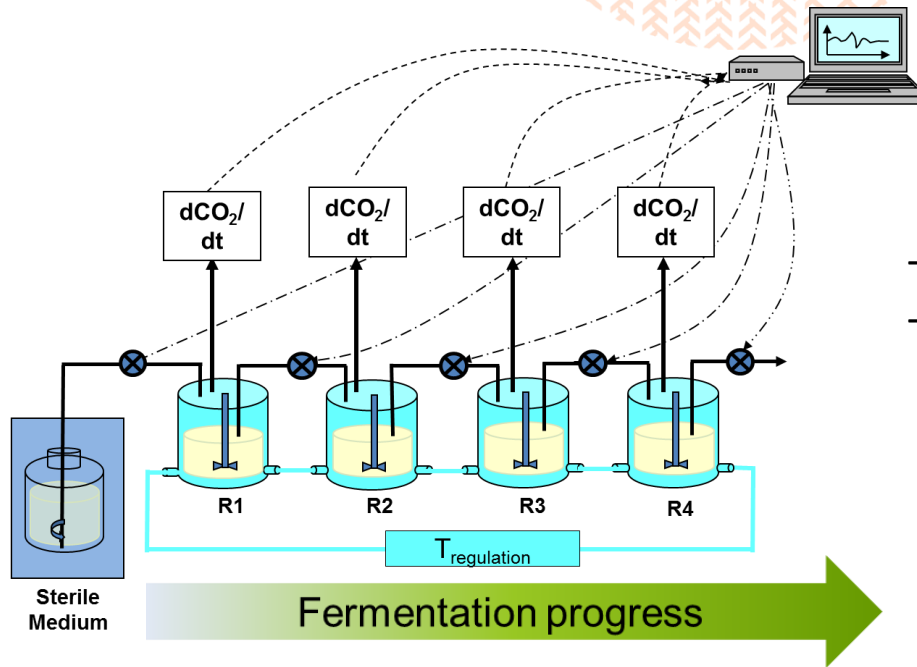 dCO₂/
dt
dCO₂/
dt
dCO₂/
dt
dCO₂/
dt
R1
R2
R3
R4
Tregulation
Sterile
Medium
Fermentation progress